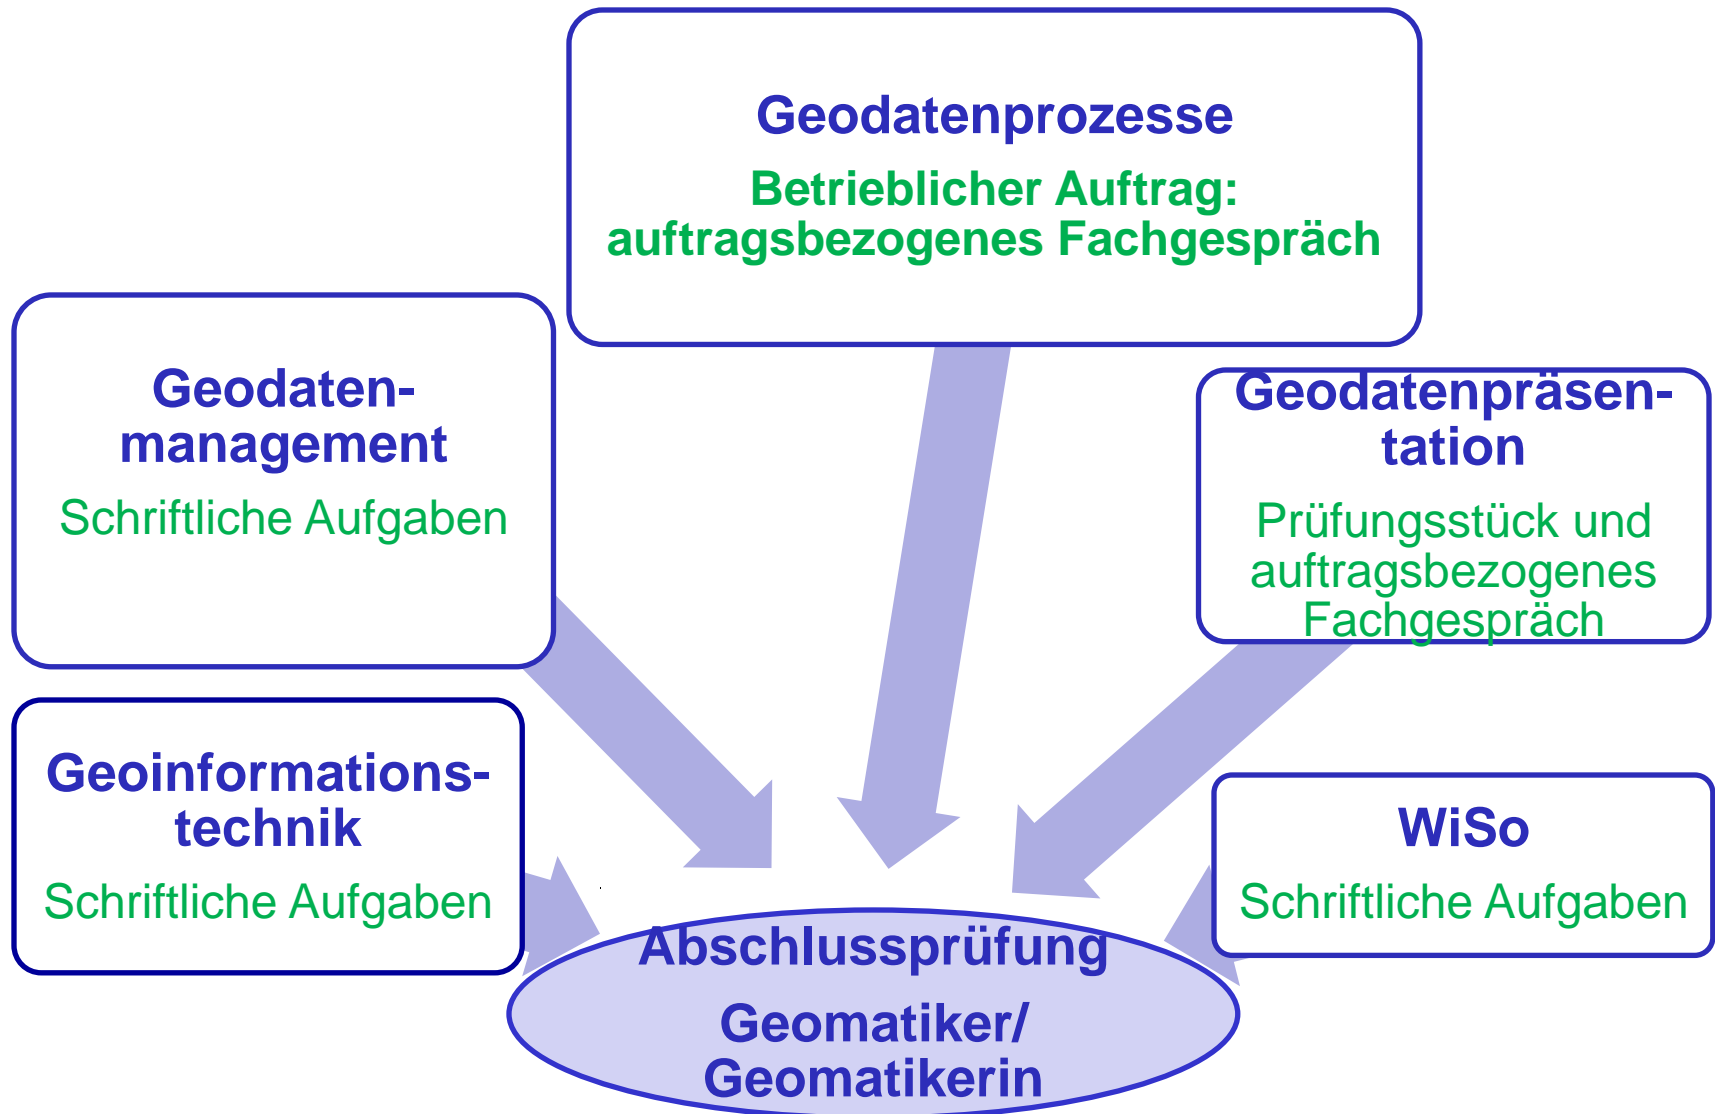 Geodatenprozesse
Betrieblicher Auftrag:
auftragsbezogenes Fachgespräch
Geodaten-
management
Schriftliche Aufgaben
Geodatenpräsen-
tation
Prüfungsstück und
auftragsbezogenes
Fachgespräch
Geoinformations-
technik
Schriftliche Aufgaben
WiSo
Schriftliche Aufgaben
Abschlussprüfung
Geomatiker/
Geomatikerin